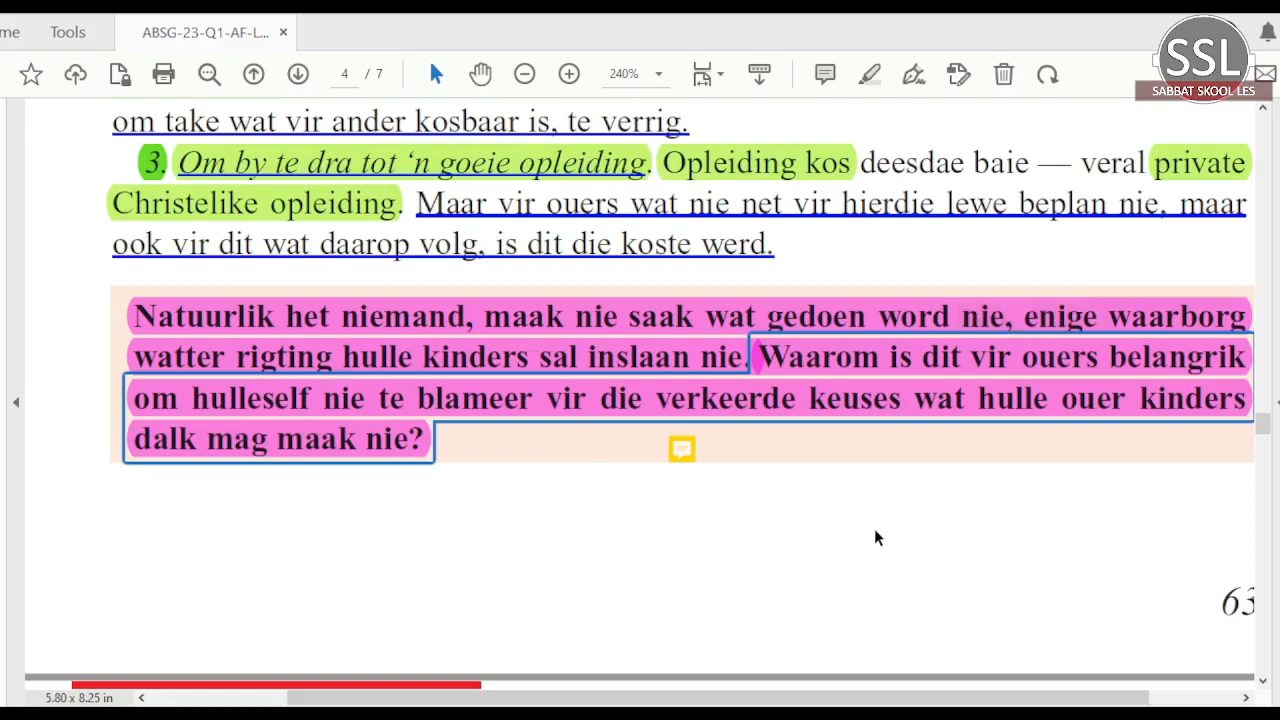 me
Tools
ABSG-23-Q1-AF-L...
×
SSL
SABBAT SKOOL LES
4 / 7
240%
om take wat vir ander kosbaar is, te verrig.
3. Om by te dra tot ‘n goeie opleiding. Opleiding kos deesdae baie — veral private
Christelike opleiding. Maar vir ouers wat nie net vir hierdie lewe beplan nie, maar
ook vir dit wat daarop volg, is dit die koste werd.
Natuurlik het niemand, maak nie saak wat gedoen word nie, enige waarborg
watter rigting hulle kinders sal inslaan nie. Waarom is dit vir ouers belangrik
om hulleself nie te blameer vir die verkeerde keuses wat hulle ouer kinders
dalk mag maak nie?
63
5.80 x 8.25 in